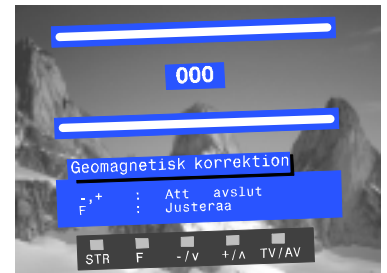 000
Geomagnetisk korrektion
-,+ : Att avslut
F : Justeraa
STR F -/v +/ʌ TV/AV